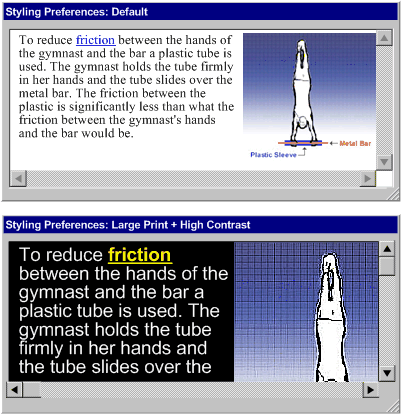 Styling Preferences: Default
To reduce friction between the hands of
the gymnast and the bar a plastic tube is
used. The gymnast holds the tube firmly
in her hands and the tube slides over the
metal bar. The friction between the
plastic is significantly less than what the
friction between the gymnast's hands
and the bar would be.
Metal Bar
Plastic Sleeve
Styling Preferences: Large Print + High Contrast
To reduce friction
between the hands of the
gymnast and the bar a
plastic tube is used. The
gymnast holds the tube
firmly in her hands and
the tube slides over the